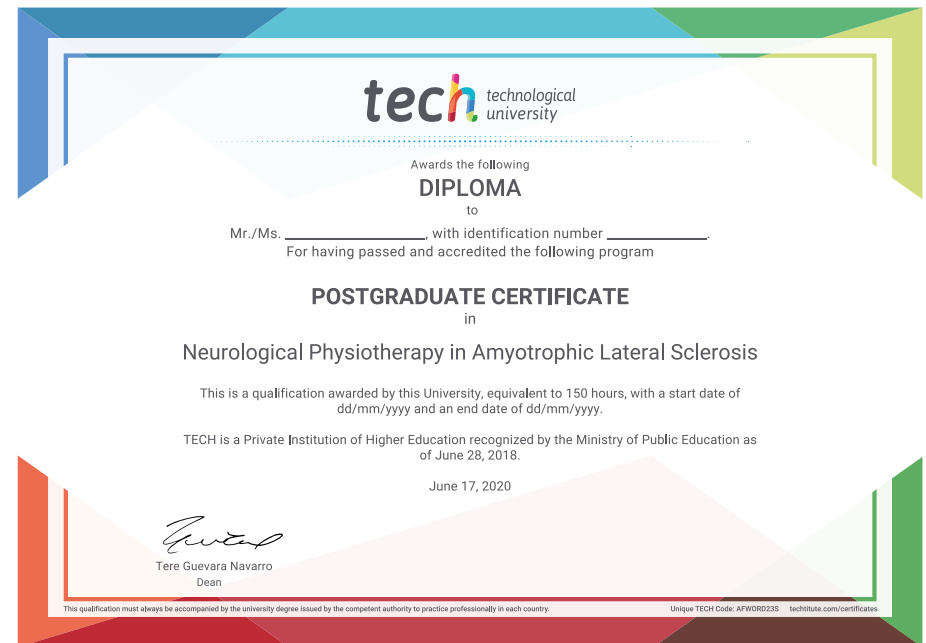 tech technological
university
Awards the following
DIPLOMA
to
Mr./Ms. ____________, with identification number ____________.
For having passed and accredited the following program
POSTGRADUATE CERTIFICATE
in
Neurological Physiotherapy in Amyotrophic Lateral Sclerosis
This is a qualification awarded by this University, equivalent to 150 hours, with a start date of
dd/mm/yyyy and an end date of dd/mm/yyyy.
TECH is a Private Institution of Higher Education recognized by the Ministry of Public Education as
of June 28, 2018.
June 17, 2020
Tere Guevara Navarro
Dean
This qualification must always be accompanied by the university degree issued by the competent authority to practice professionally in each country. Unique TECH Code: AFWORD23S techtitute.com/certificates